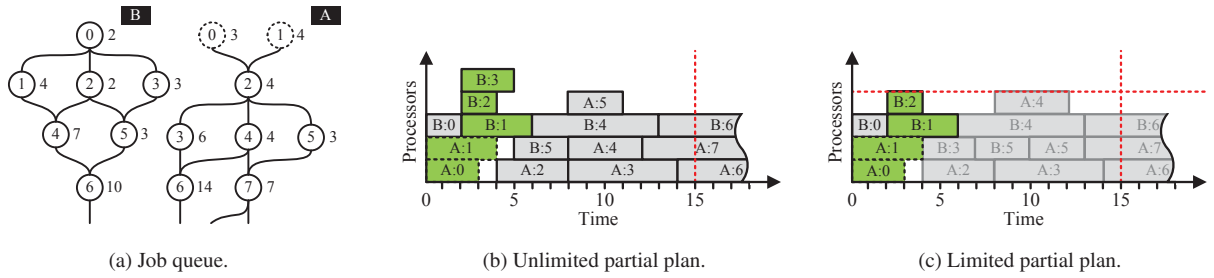 B
A
0 2
0 3
1 4
1 4
2 2
3 3
2 4
4 7
5 3
3 6
4 4
5 3
6 10
6 14
7 7
(a) Job queue.
Processors
B:3
B:2
A:5
B:0
B:1
B:4
B:6
A:1
B:5
A:4
A:7
A:0
A:2
A:3
A:6
0 5 10 15
Time
(b) Unlimited partial plan.
Processors
B:2
A:4
B:0
B:1
B:4
B:6
A:1
B:3
B:5
A:5
A:7
A:0
A:2
A:3
A:6
0 5 10 15
Time
(c) Limited partial plan.